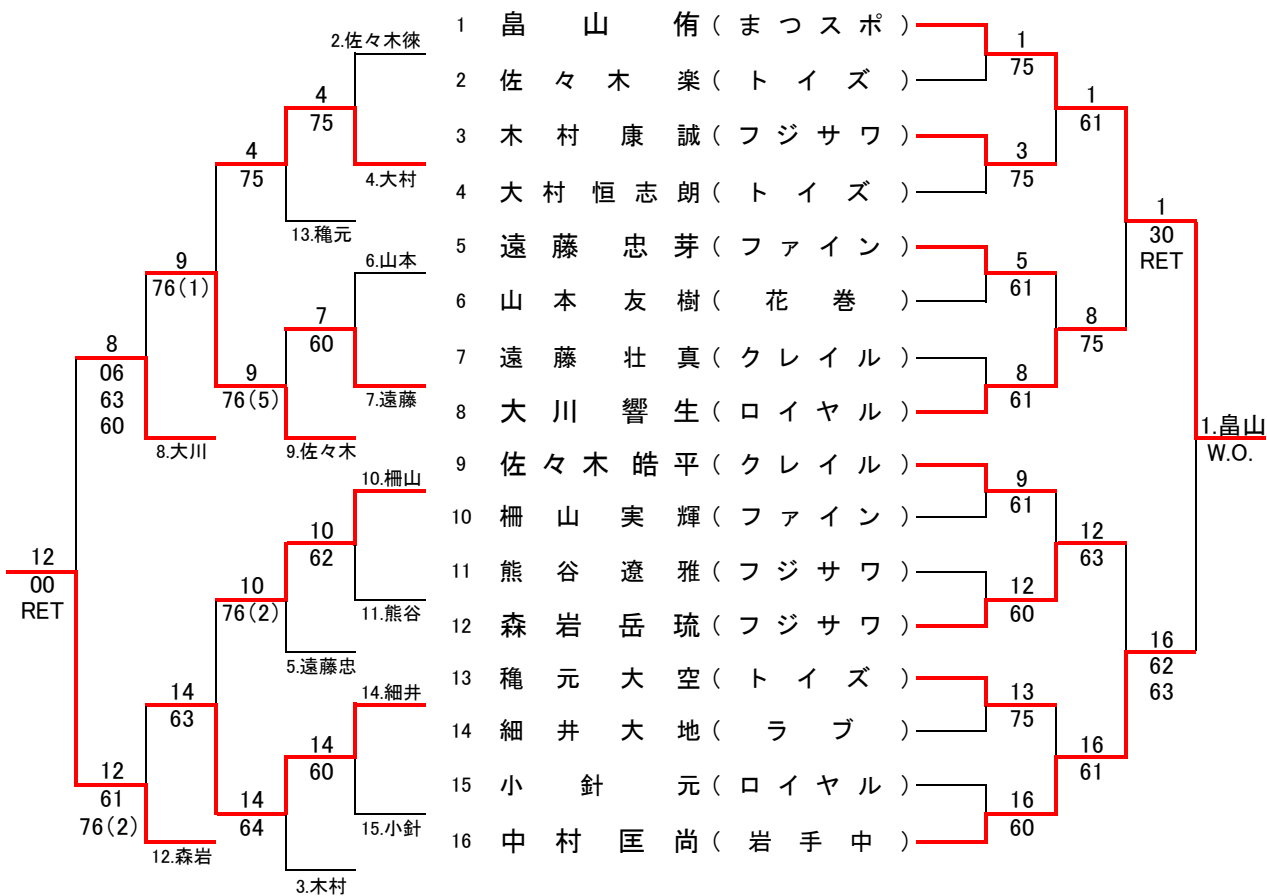 1 畠山侑(まつスポ)
2 佐々木楽(トイズ)
3 木村康誠(フジサワ)
4 大村恒志朗(トイズ)
5 遠藤忠芽(ファイン)
6 山本友樹(花巻)
7 遠藤壮真(クレイル)
8 大川響生(ロイヤル)
9 佐々木皓平(クレイル)
10 柵山実輝(ファイン)
11 熊谷遼雅(フジサワ)
12 森岩岳琉(フジサワ)
13 穐元大空(トイズ)
14 細井大地(ラブ)
15 小針元(ロイヤル)
16 中村匡尚(岩手中)
1
75
3
75
5
61
8
61
9
61
12
60
13
75
16
60
1
61
8
75
12
63
16
61
1
30
RET
16
62
63
1.畠山
W.O.
2.佐々木徠
4
75
4.大村
4
75
13.穐元
6.山本
7
60
7.遠藤
9
76(1)
9
76(5)
9.佐々木
8
06
63
60
8.大川
10.柵山
10
62
11.熊谷
10
76(2)
5.遠藤忠
14.細井
14
60
15.小針
14
63
14
64
3.木村
12
61
76(2)
12.森岩
12
00
RET